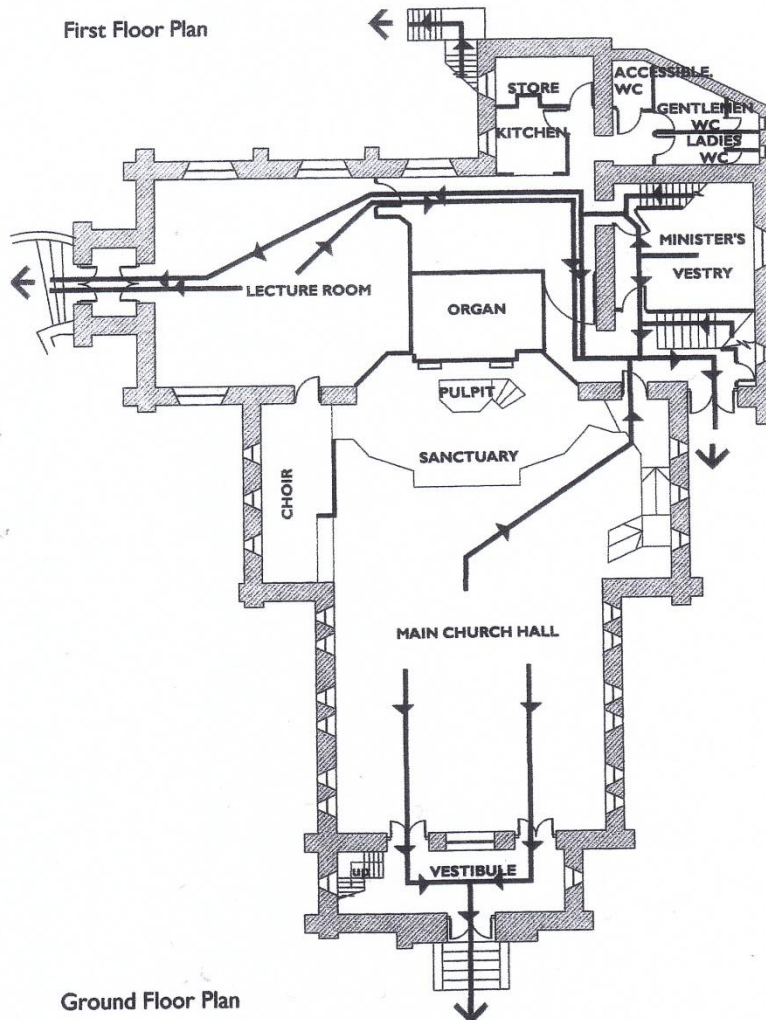 First Floor Plan
STORE
ACCESSIBLE.
WC
GENTLEMEN
WC
LADIES
WC
KITCHEN
MINISTER'S
VESTRY
LECTURE ROOM
ORGAN
PULPIT
SANCTUARY
CHOIR
MAIN CHURCH HALL
up
VESTIBULE
Ground Floor Plan